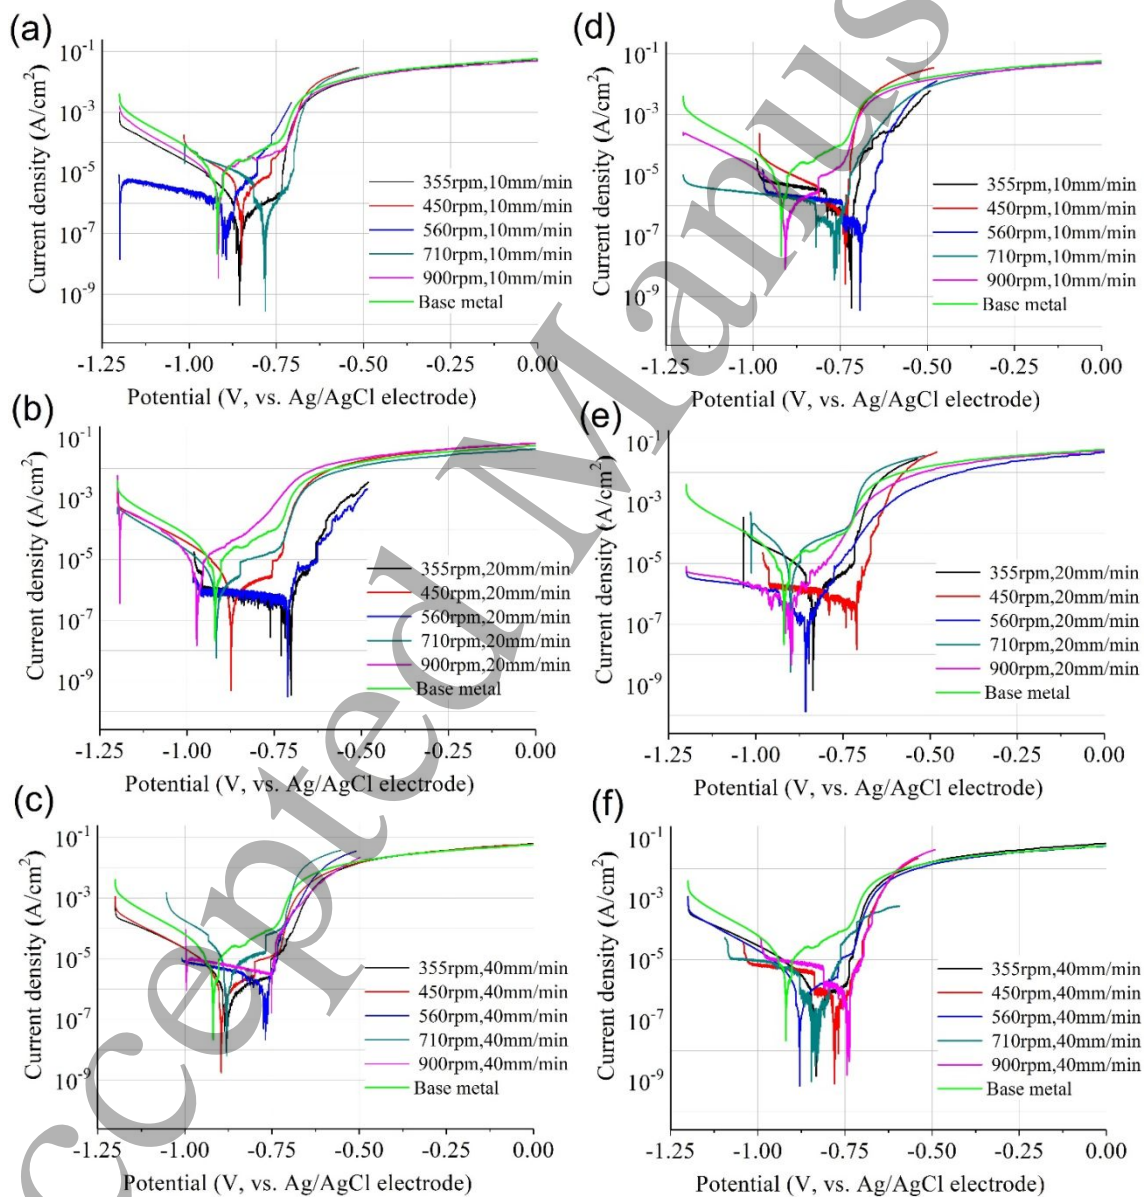 (a)
Current density (A/cm²)
10⁻¹
10⁻³
10⁻⁵
10⁻⁷
10⁻⁹
355rpm,10mm/min
450rpm,10mm/min
560rpm,10mm/min
710rpm,10mm/min
900rpm,10mm/min
Base metal
-1.25 -1.00 -0.75 -0.50 -0.25 0.00
Potential (V, vs. Ag/AgCl electrode)
(d)
Current density (A/cm²)
10⁻¹
10⁻³
10⁻⁵
10⁻⁷
10⁻⁹
355rpm,10mm/min
450rpm,10mm/min
560rpm,10mm/min
710rpm,10mm/min
900rpm,10mm/min
Base metal
-1.25 -1.00 -0.75 -0.50 -0.25 0.00
Potential (V, vs. Ag/AgCl electrode)
(b)
Current density (A/cm²)
10⁻¹
10⁻³
10⁻⁵
10⁻⁷
10⁻⁹
355rpm,20mm/min
450rpm,20mm/min
560rpm,20mm/min
710rpm,20mm/min
900rpm,20mm/min
Base metal
-1.25 -1.00 -0.75 -0.50 -0.25 0.00
Potential (V, vs. Ag/AgCl electrode)
(e)
Current density (A/cm²)
10⁻¹
10⁻³
10⁻⁵
10⁻⁷
10⁻⁹
355rpm,20mm/min
450rpm,20mm/min
560rpm,20mm/min
710rpm,20mm/min
900rpm,20mm/min
Base metal
-1.25 -1.00 -0.75 -0.50 -0.25 0.00
Potential (V, vs. Ag/AgCl electrode)
(c)
Current density (A/cm²)
10⁻¹
10⁻³
10⁻⁵
10⁻⁷
10⁻⁹
355rpm,40mm/min
450rpm,40mm/min
560rpm,40mm/min
710rpm,40mm/min
900rpm,40mm/min
Base metal
-1.25 -1.00 -0.75 -0.50 -0.25 0.00
Potential (V, vs. Ag/AgCl electrode)
(f)
Current density (A/cm²)
10⁻¹
10⁻³
10⁻⁵
10⁻⁷
10⁻⁹
355rpm,40mm/min
450rpm,40mm/min
560rpm,40mm/min
710rpm,40mm/min
900rpm,40mm/min
Base metal
-1.25 -1.00 -0.75 -0.50 -0.25 0.00
Potential (V, vs. Ag/AgCl electrode)
ccepted Manus